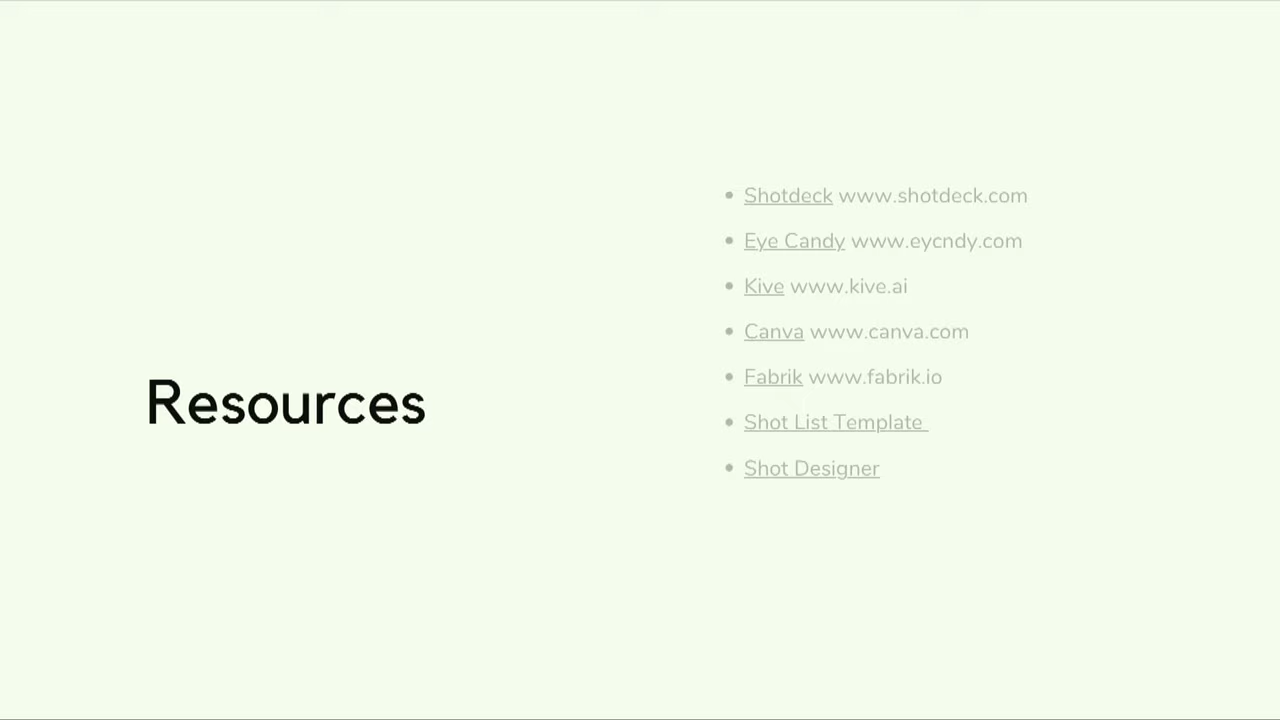 Resources
• Shotdeck www.shotdeck.com
• Eye Candy www.eycndy.com
• Kive www.kive.ai
• Canva www.canva.com
• Fabrik www.fabrik.io
• Shot List Template
• Shot Designer